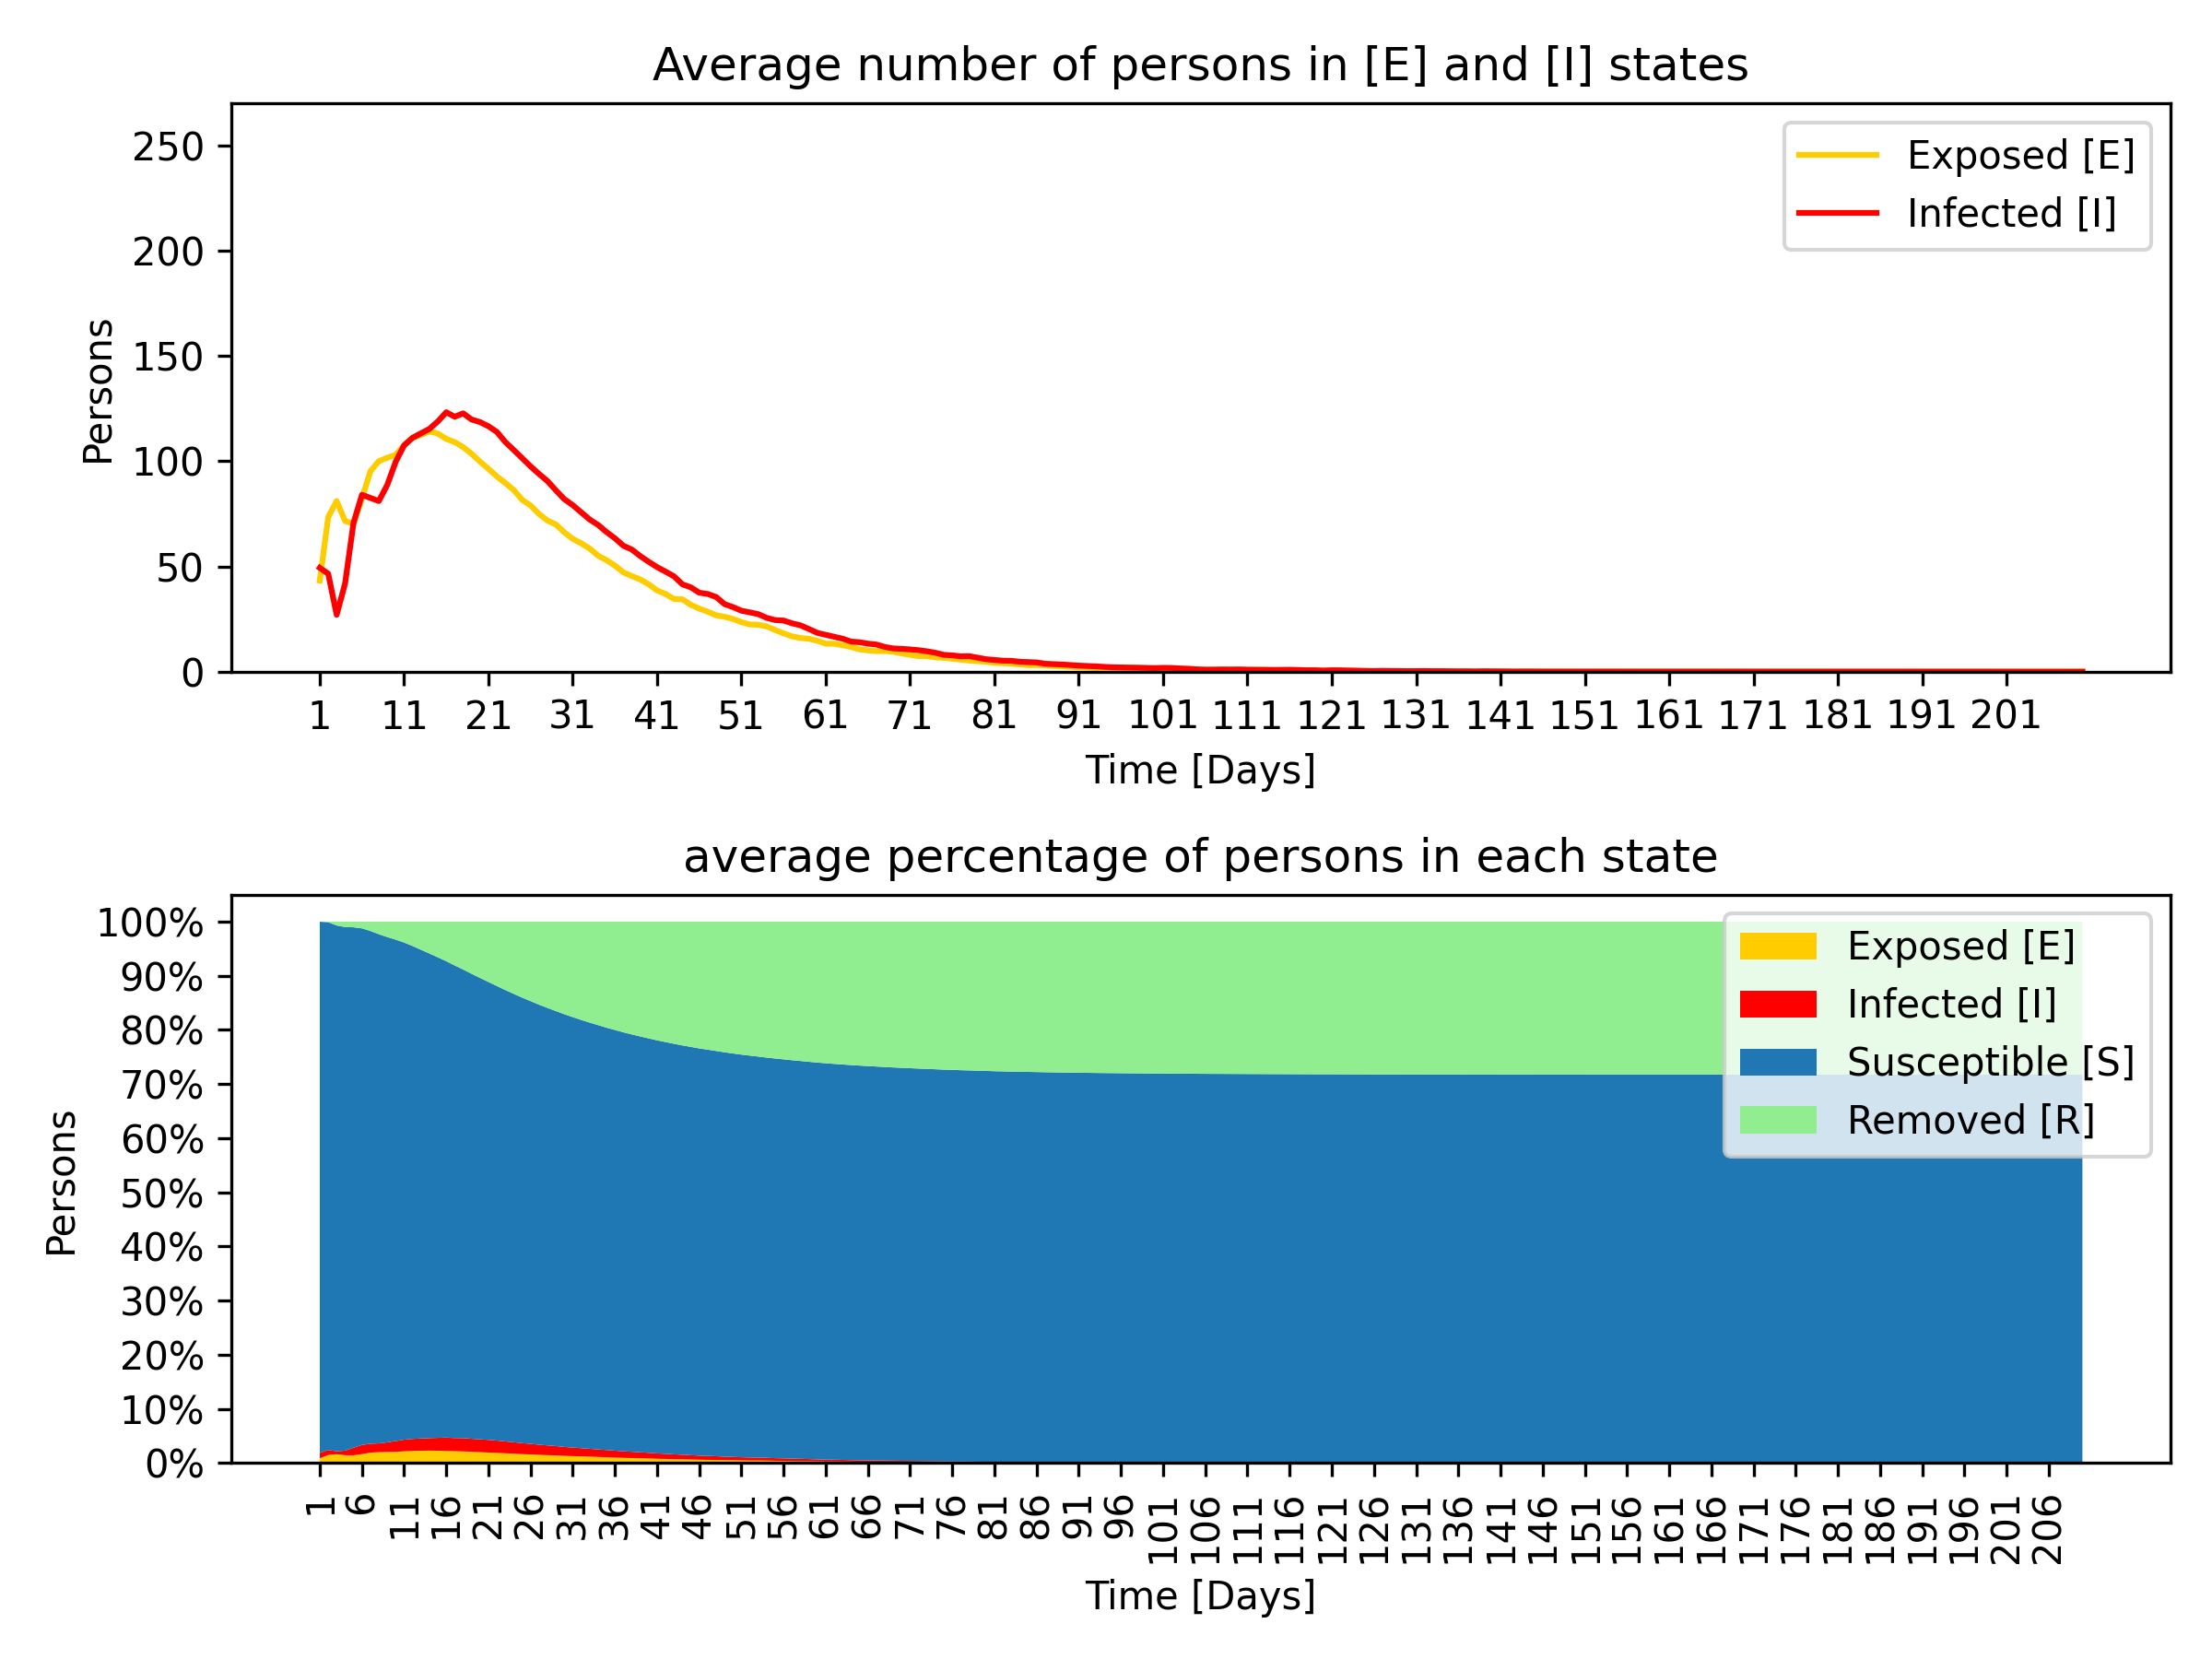 Average number of persons in [E] and [I] states
250
200
150
100
50
0
Persons
Exposed [E]
Infected [I]
1 11 21 31 41 51 61 71 81 91 101 111 121 131 141 151 161 171 181 191 201
Time [Days]
average percentage of persons in each state
100%
90%
80%
70%
60%
50%
40%
30%
20%
10%
0%
Persons
Exposed [E]
Infected [I]
Susceptible [S]
Removed [R]
1 6 11 16 21 26 31 36 41 46 51 56 61 66 71 76 81 86 91 96 101 106 111 116 121 126 131 136 141 146 151 156 161 166 171 176 181 186 191 196 201 206
Time [Days]